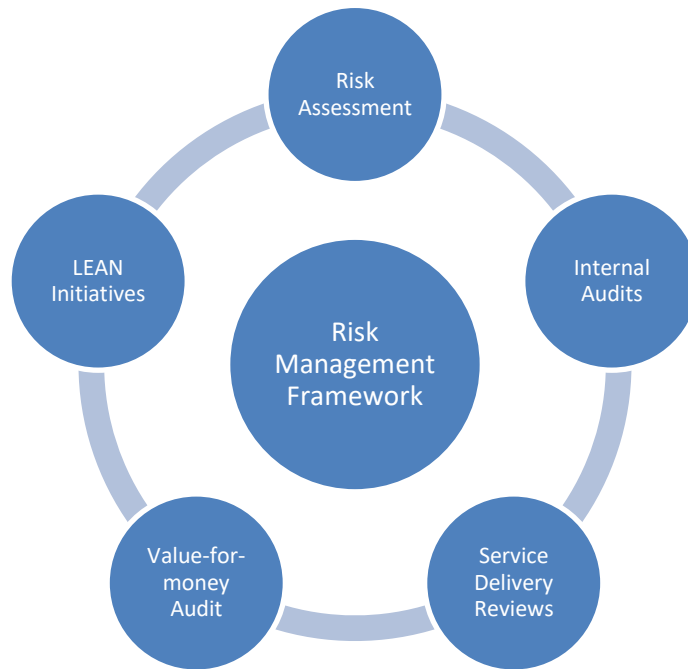 Risk
Assessment
LEAN
Initiatives
Internal
Audits
Risk
Management
Framework
Value-for-
money
Audit
Service
Delivery
Reviews